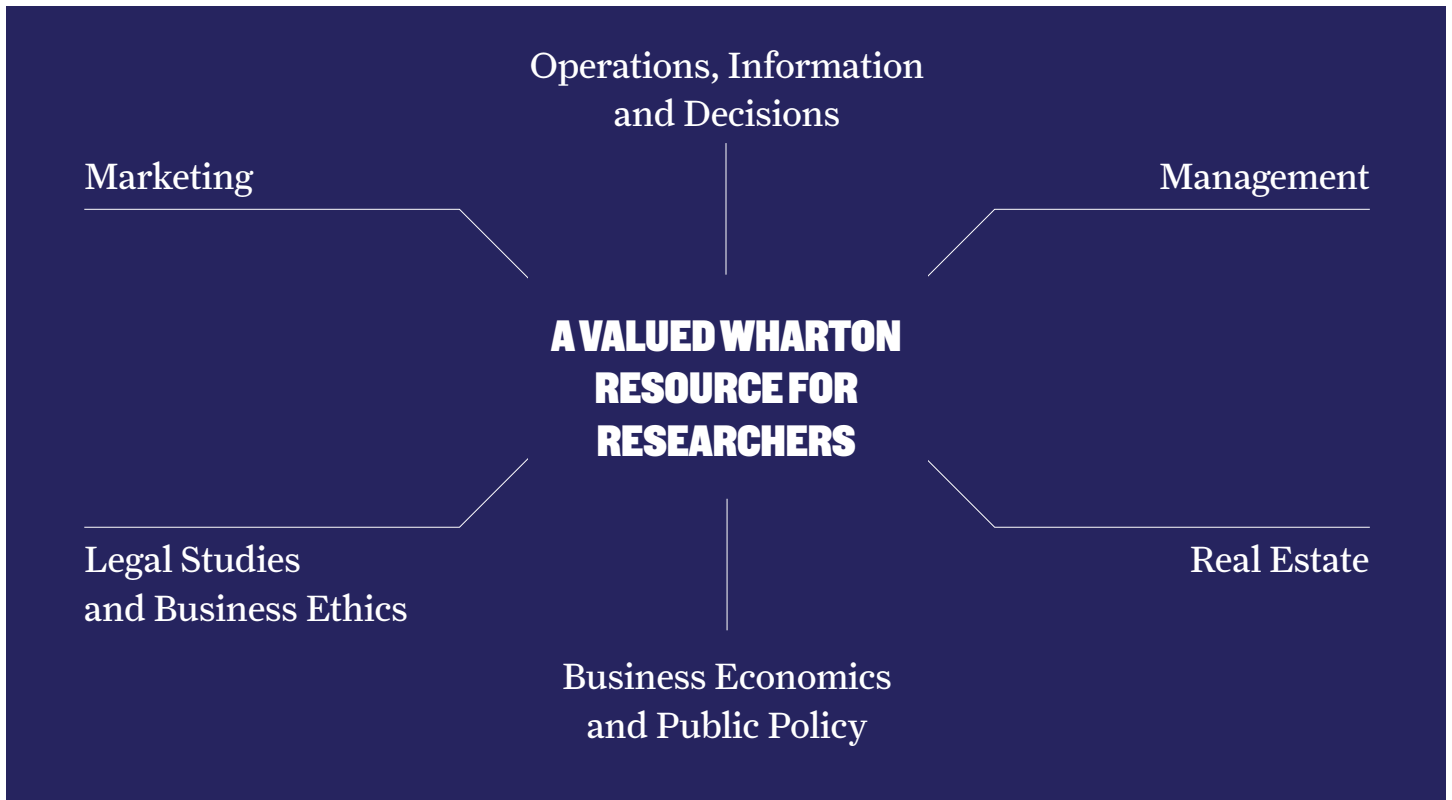 Operations, Information
and Decisions
Marketing
Management
A VALUED WHARTON
RESOURCE FOR
RESEARCHERS
Legal Studies
and Business Ethics
Real Estate
Business Economics
and Public Policy